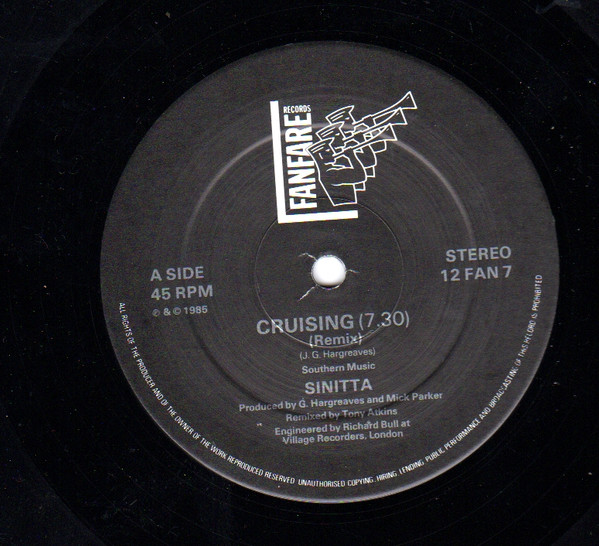 FANFARE
RECORDS
A SIDE
45 RPM
℗ & © 1986
STEREO
12 FAN 7
CRUISING (7.30)
(Remix)
(J. G. Hargreaves)
Southern Music
SINITTA
Produced by G. Hargreaves and Mick Parker
Remixed by Tony Atkins
Engineered by Richard Bull at
Village Recorders, London
ALL RIGHTS OF THE PRODUCER AND OF THE OWNER OF THE WORK REPRODUCED RESERVED UNAUTHORISED COPYING, HIRING, LENDING, PUBLIC PERFORMANCE AND BROADCASTING OF THIS RECORD PROHIBITED